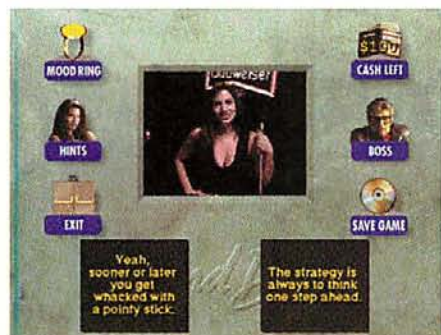 Budweiser
MOOD RING
$100
CASH LEFT
HINTS
BOSS
EXIT
SAVE GAME
Yeah,
sooner or later
you get
whacked with
a pointy stick.
The strategy is
always to think
one step ahead.